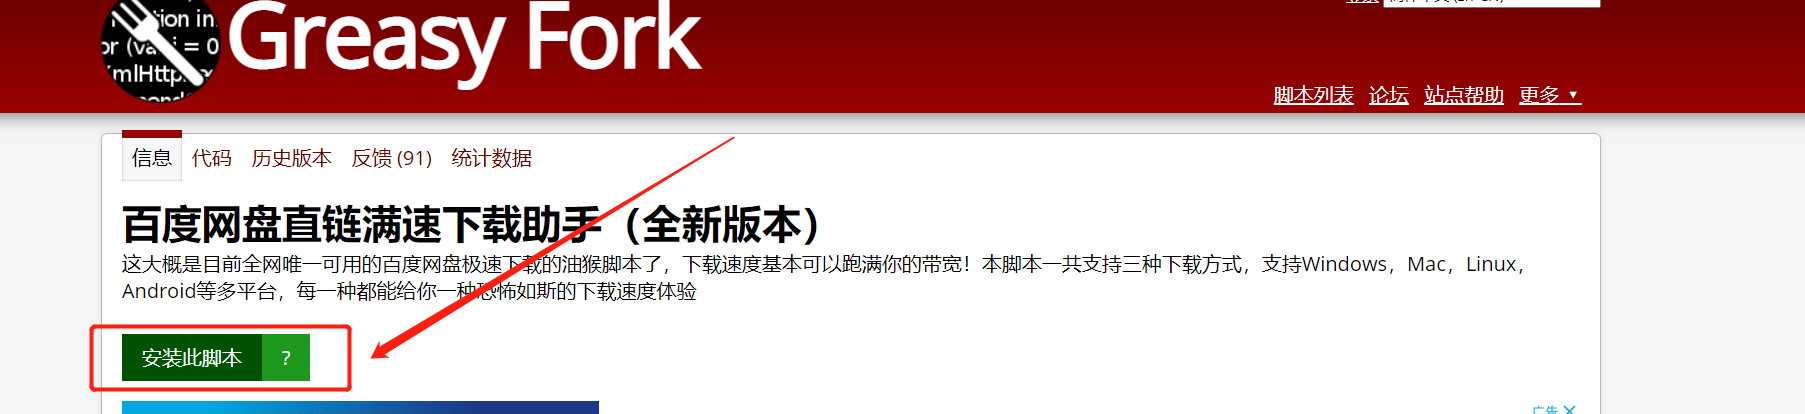 Greasy Fork
脚本列表 论坛 站点帮助 更多 ▼
信息 代码 历史版本 反馈 (91) 统计数据
百度网盘直链满速下载助手（全新版本）
这大概是目前全网唯一可用的百度网盘极速下载的油猴脚本了，下载速度基本可以跑满你的带宽！本脚本一共支持三种下载方式，支持Windows，Mac，Linux，
Android等多平台，每一种都能给你一种恐怖如斯的下载速度体验
安装此脚本 ?
广告